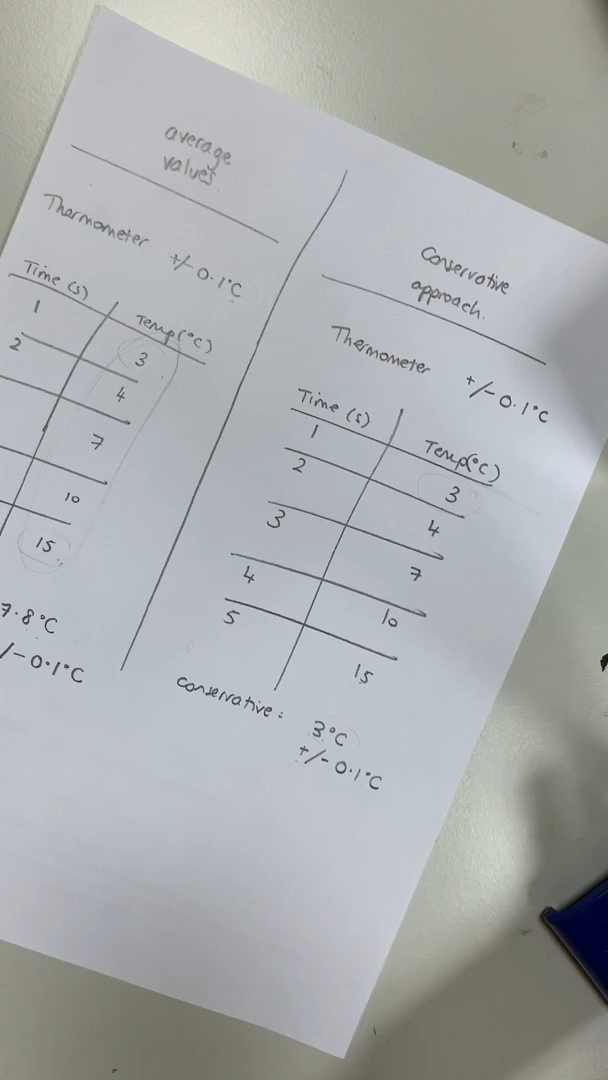 average
values.
Thermometer +/- 0.1°C
Time (s) Temp(°C)
1 3
2 4
7
10
15
7.8°C
/- 0.1°C
Conservative
approach.
Thermometer +/- 0.1°C
Time (s) Temp(°C)
1 3
2 4
3 7
4 10
5 15
conservative: 3°C
+/- 0.1°C